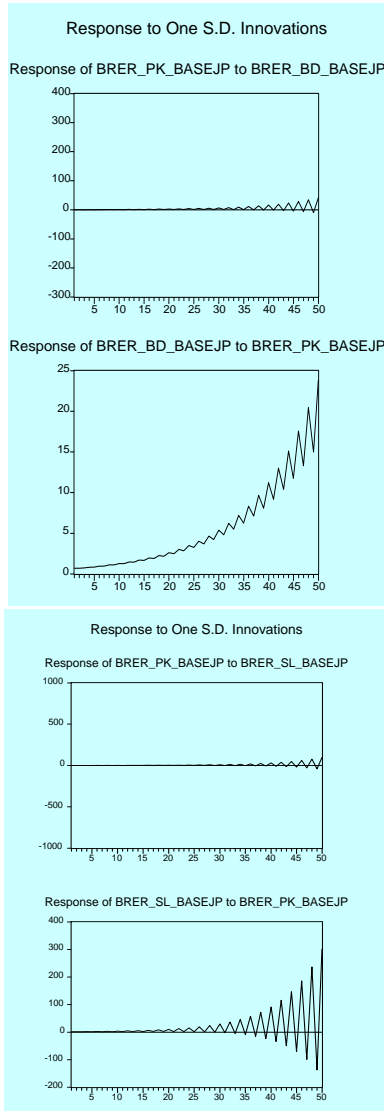 Response to One S.D. Innovations
Response of BRER_PK_BASEJP to BRER_BD_BASEJP
400
300
200
100
0
-100
-200
-300
5 10 15 20 25 30 35 40 45 50
Response of BRER_BD_BASEJP to BRER_PK_BASEJP
25
20
15
10
5
0
5 10 15 20 25 30 35 40 45 50
Response to One S.D. Innovations
Response of BRER_PK_BASEJP to BRER_SL_BASEJP
1000
500
0
-500
-1000
5 10 15 20 25 30 35 40 45 50
Response of BRER_SL_BASEJP to BRER_PK_BASEJP
400
300
200
100
0
-100
-200
5 10 15 20 25 30 35 40 45 50